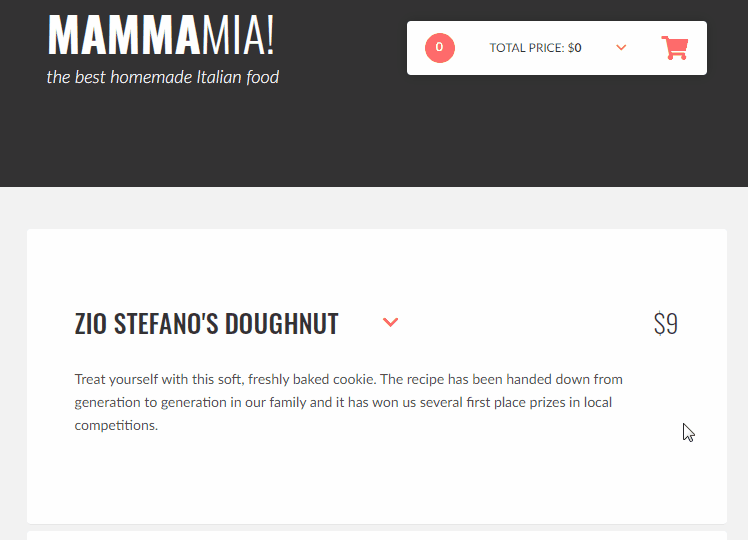 MAMMAMIA!
the best homemade Italian food
0
TOTAL PRICE: $0
ZIO STEFANO'S DOUGHNUT
$9
Treat yourself with this soft, freshly baked cookie. The recipe has been handed down from
generation to generation in our family and it has won us several first place prizes in local
competitions.